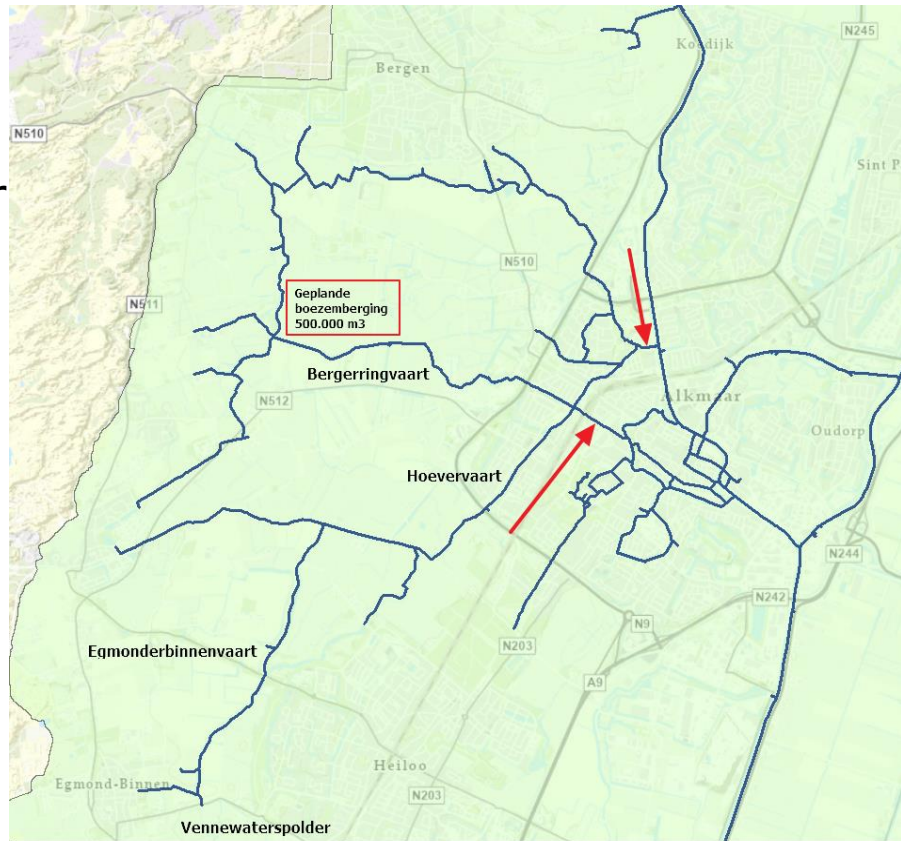 Koedijk
N245
Bergen
N510
Sint P
N510
N511
Geplande
boezemberging
500.000 m3
Bergerringvaart
N512
Alkmaar
Oudorp
Hoevervaart
N244
N242
N9
N203
Egmonderbinnenvaart
A9
Heiloo
Egmond-Binnen
N203
Vennewaterspolder